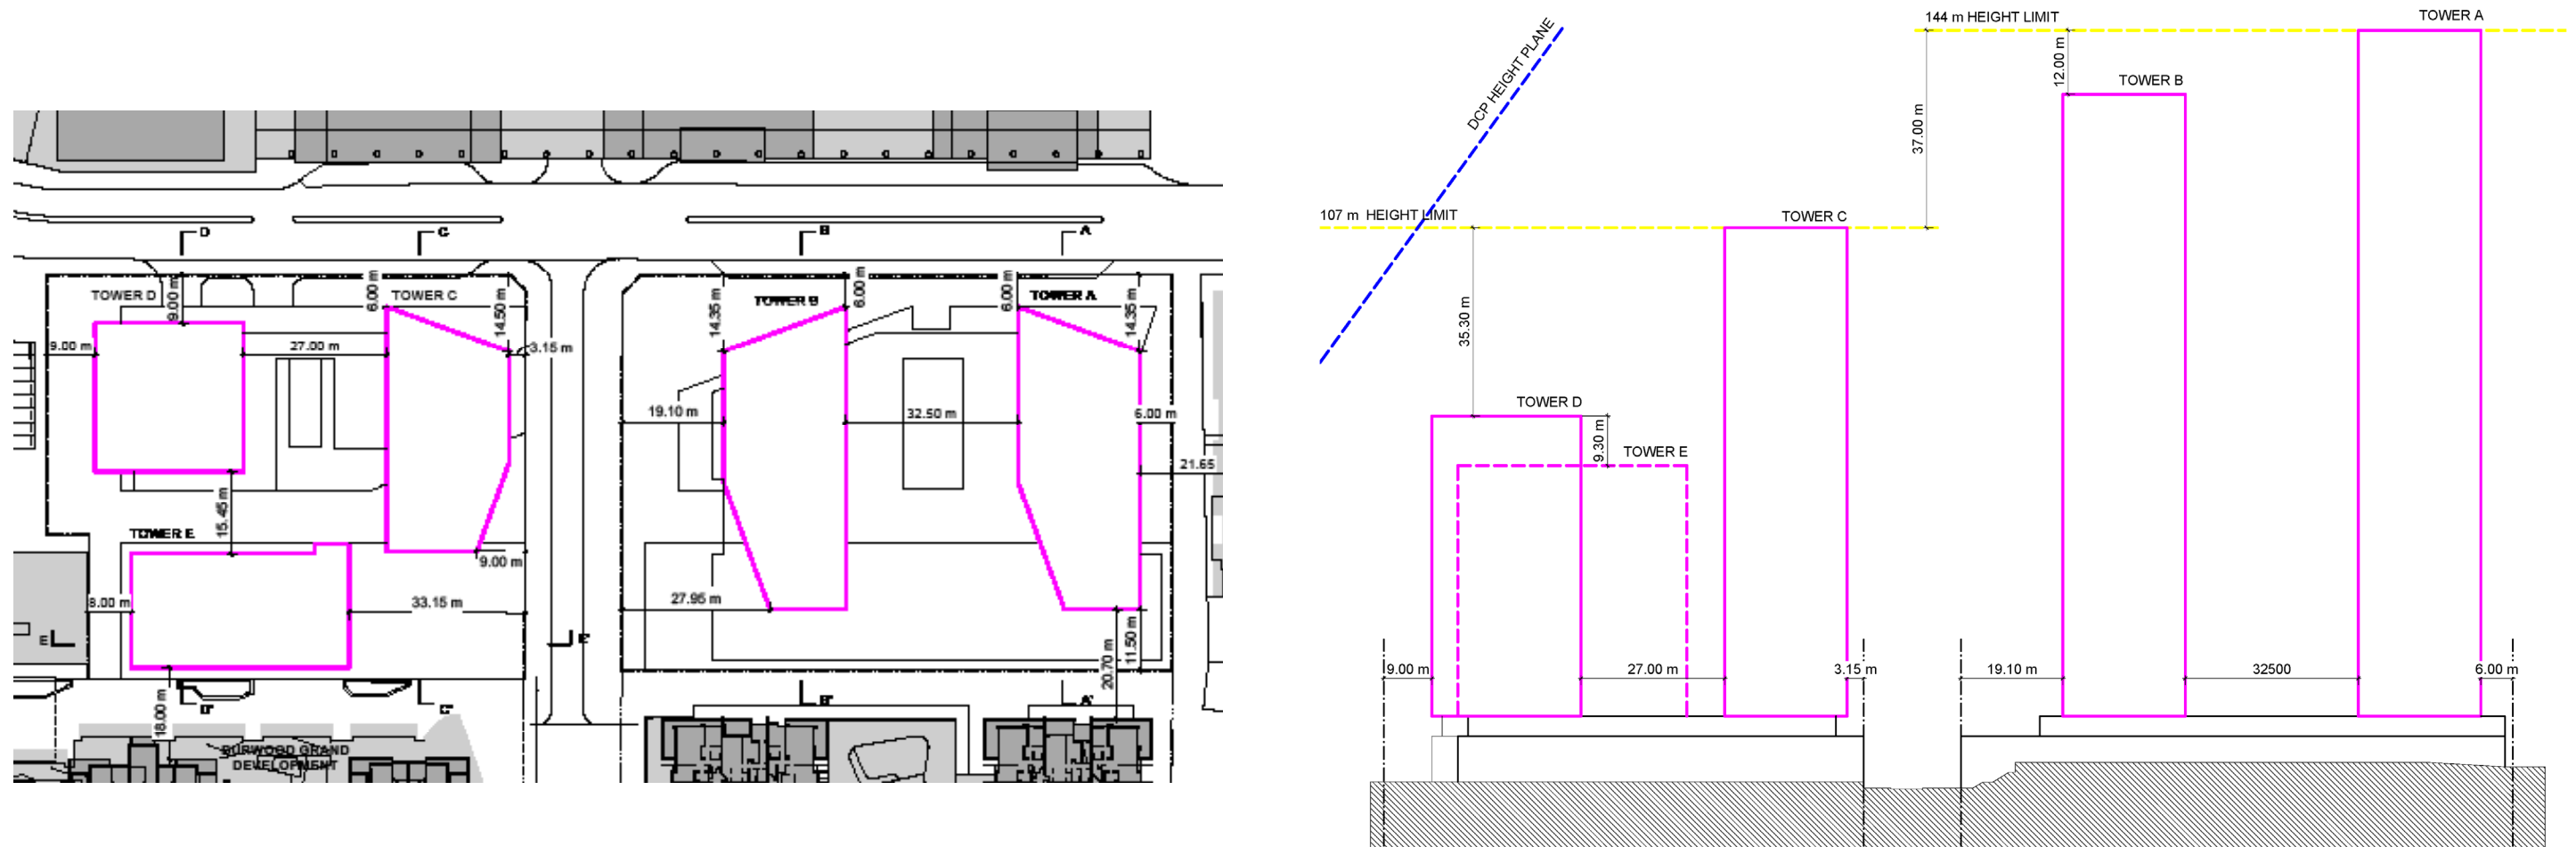 D
C
B
A
TOWER D
9.00 m
6.00 m
TOWER C
14.50 m
14.35 m
TOWER B
6.00 m
6.00 m
TOWER A
14.35 m
9.00 m
27.00 m
3.15 m
19.10 m
32.50 m
6.00 m
21.65
15.45 m
TOWER E
9.00 m
8.00 m
33.15 m
27.95 m
E
E'
11.50 m
20.70 m
18.00 m
D'
C'
B'
A'
BURWOOD GRAND
DEVELOPMENT
144 m HEIGHT LIMIT
TOWER A
12.00 m
DCP HEIGHT PLANE
TOWER B
37.00 m
107 m HEIGHT LIMIT
TOWER C
35.30 m
TOWER D
9.30 m
TOWER E
9.00 m
27.00 m
3.15 m
19.10 m
32500
6.00 m